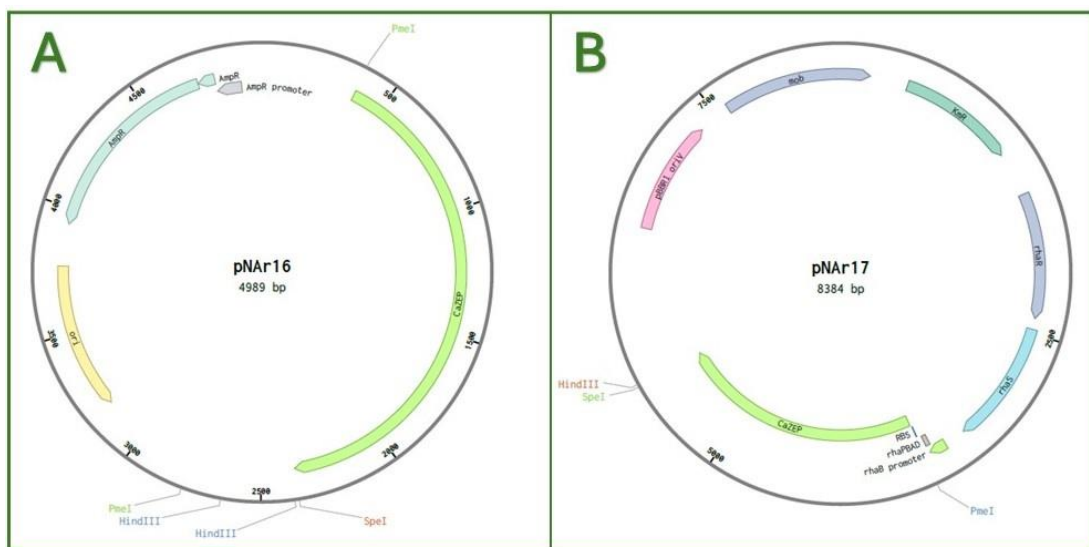 A
PmeI
500
CaZEP
1000
1500
2000
SpeI
HindIII
2500
HindIII
PmeI
3000
ori
3500
4000
AmpR
4500
AmpR
AmpR promoter
pNAr16
4989 bp
B
mob
KmR
rhaR
2500
rhaS
PmeI
rhaB promoter
rhaPBAD
RBS
CaZEP
5000
SpeI
HindIII
pBBR1 oriV
7500
pNAr17
8384 bp